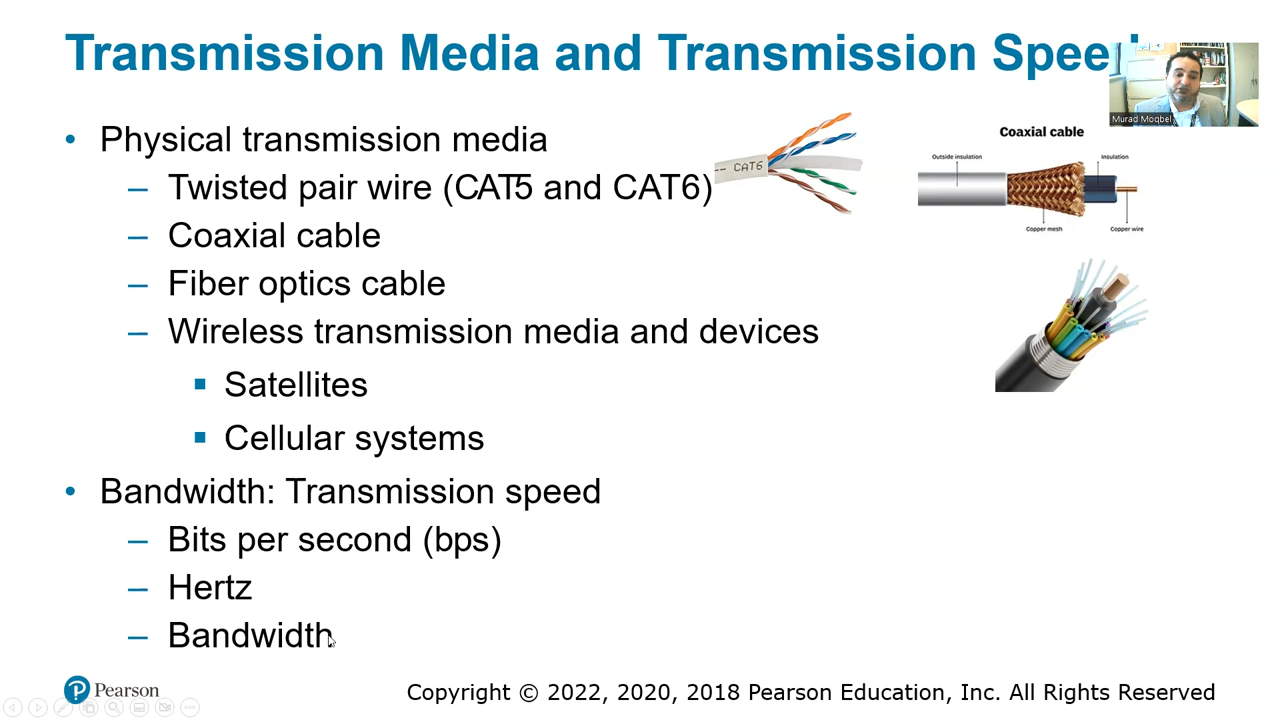 Transmission Media and Transmission Spee
Murad Moqbel
• Physical transmission media
– Twisted pair wire (CAT5 and CAT6)
-- CAT6
Coaxial cable
Outside insulation
Insulation
Copper mesh
Copper wire
– Coaxial cable
– Fiber optics cable
– Wireless transmission media and devices
▪ Satellites
▪ Cellular systems
• Bandwidth: Transmission speed
– Bits per second (bps)
– Hertz
– Bandwidth
Pearson
Copyright © 2022, 2020, 2018 Pearson Education, Inc. All Rights Reserved